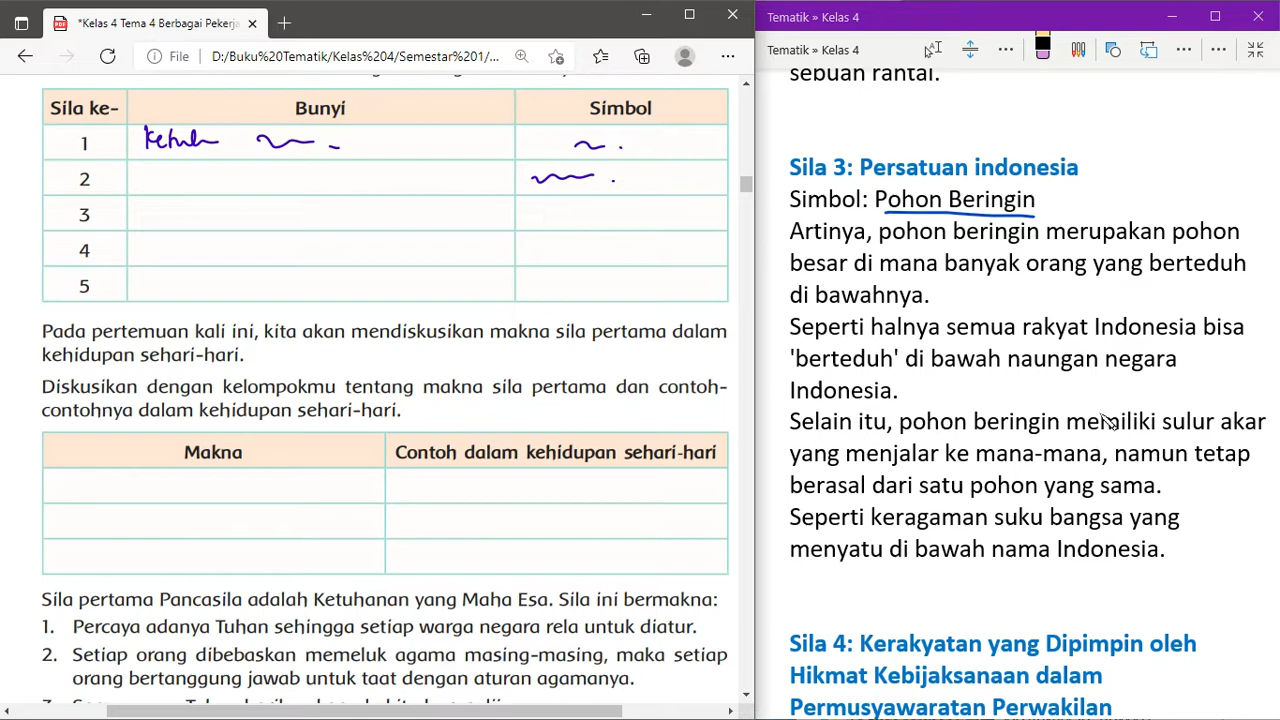 *Kelas 4 Tema 4 Berbagai Pekerja
File
D:/Buku%20Tematik/Kelas%204/Semestar%201/...
Sila ke- Bunyi Simbol
1
2
3
4
5
Pada pertemuan kali ini, kita akan mendiskusikan makna sila pertama dalam
kehidupan sehari-hari.
Diskusikan dengan kelompokmu tentang makna sila pertama dan contoh-
contohnya dalam kehidupan sehari-hari.
Makna Contoh dalam kehidupan sehari-hari
Sila pertama Pancasila adalah Ketuhanan yang Maha Esa. Sila ini bermakna:
1. Percaya adanya Tuhan sehingga setiap warga negara rela untuk diatur.
2. Setiap orang dibebaskan memeluk agama masing-masing, maka setiap
orang bertanggung jawab untuk taat dengan aturan agamanya.
Tematik » Kelas 4
Tematik » Kelas 4
sebuah rantai.
Sila 3: Persatuan indonesia
Simbol: Pohon Beringin
Artinya, pohon beringin merupakan pohon
besar di mana banyak orang yang berteduh
di bawahnya.
Seperti halnya semua rakyat Indonesia bisa
'berteduh' di bawah naungan negara
Indonesia.
Selain itu, pohon beringin memiliki sulur akar
yang menjalar ke mana-mana, namun tetap
berasal dari satu pohon yang sama.
Seperti keragaman suku bangsa yang
menyatu di bawah nama Indonesia.
Sila 4: Kerakyatan yang Dipimpin oleh
Hikmat Kebijaksanaan dalam
Permusyawaratan Perwakilan